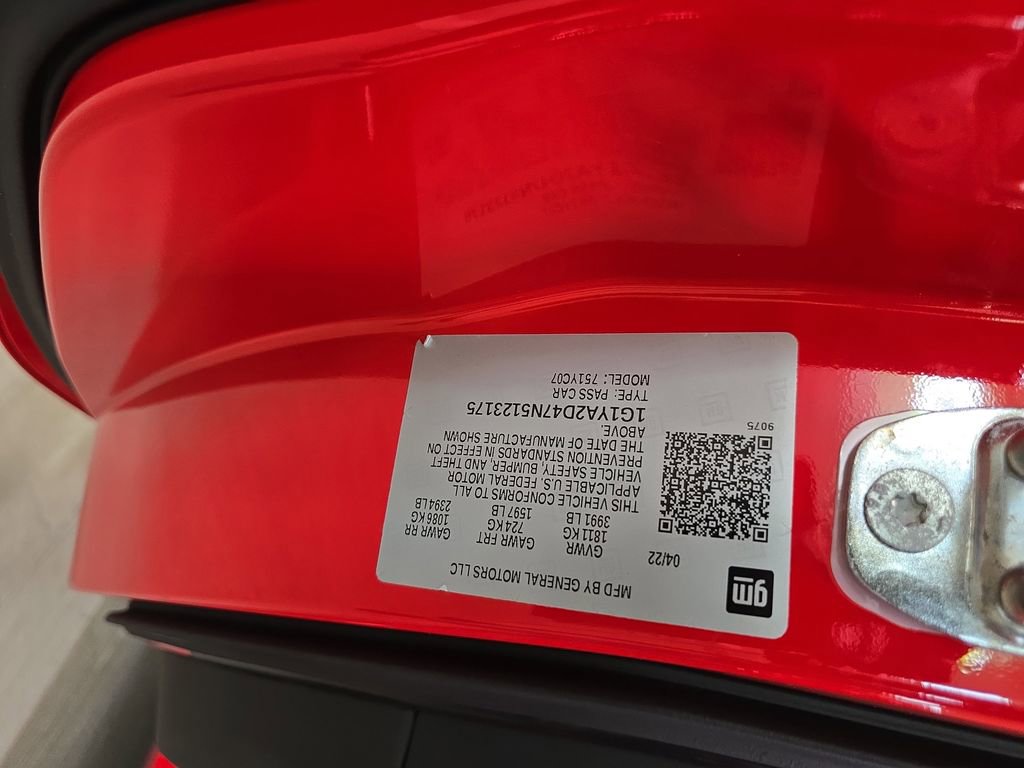 gm
MFD BY GENERAL MOTORS LLC
04/22
GVWR GAWR FRT GAWR RR
1811 KG 724 KG 1086 KG
3991 LB 1597 LB 2394 LB
THIS VEHICLE CONFORMS TO ALL
APPLICABLE U.S. FEDERAL MOTOR
VEHICLE SAFETY, BUMPER, AND THEFT
PREVENTION STANDARDS IN EFFECT ON
THE DATE OF MANUFACTURE SHOWN
ABOVE.
9075
1G1YA2D47N5123175
TYPE: PASS CAR
MODEL: 751YC07